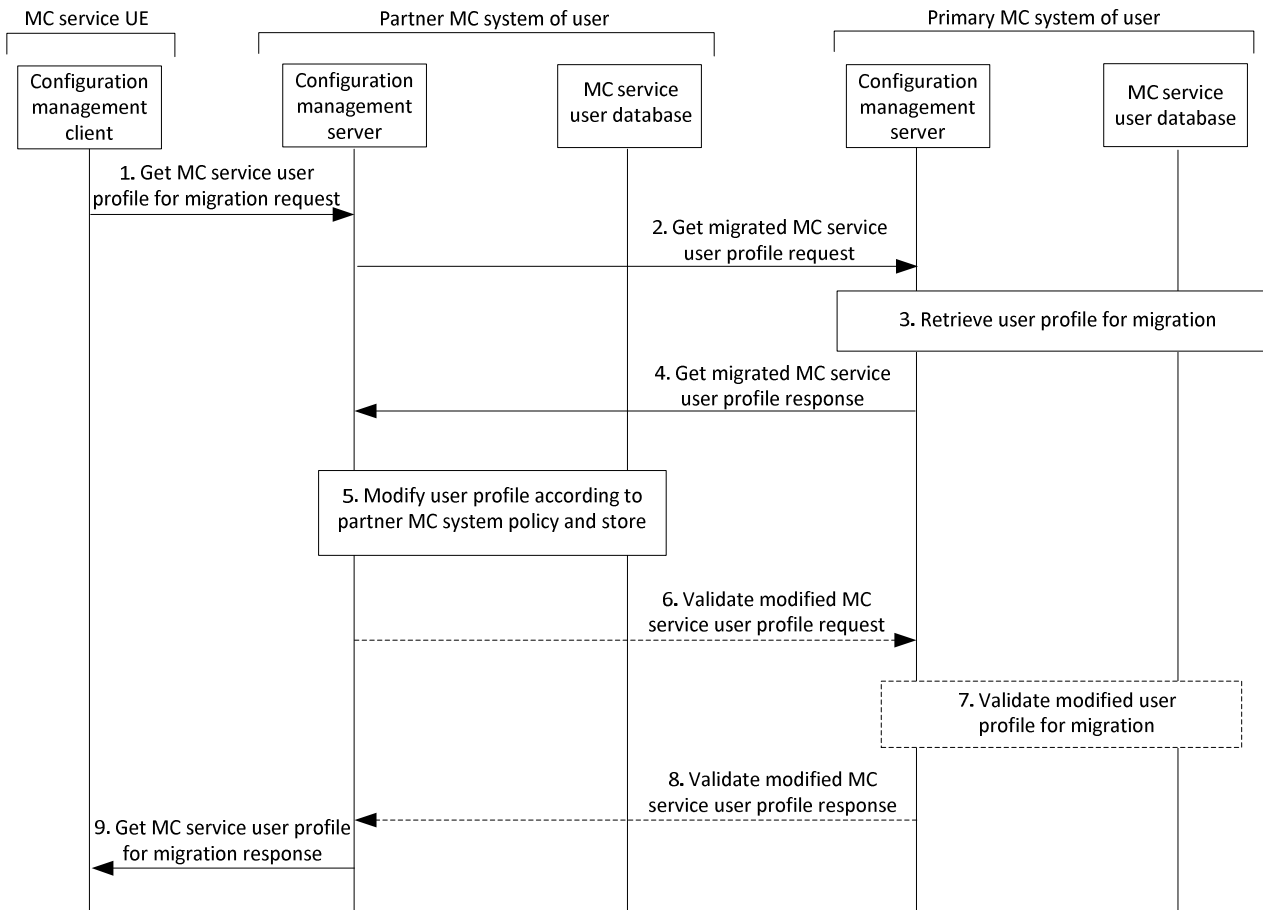 MC service UE
Partner MC system of user
Primary MC system of user
Configuration
management
client
Configuration
management
server
MC service
user database
Configuration
management
server
MC service
user database
1. Get MC service user
profile for migration request
2. Get migrated MC service
user profile request
3. Retrieve user profile for migration
4. Get migrated MC service
user profile response
5. Modify user profile according to
partner MC system policy and store
6. Validate modified MC
service user profile request
7. Validate modified user
profile for migration
8. Validate modified MC
service user profile response
9. Get MC service user profile
for migration response